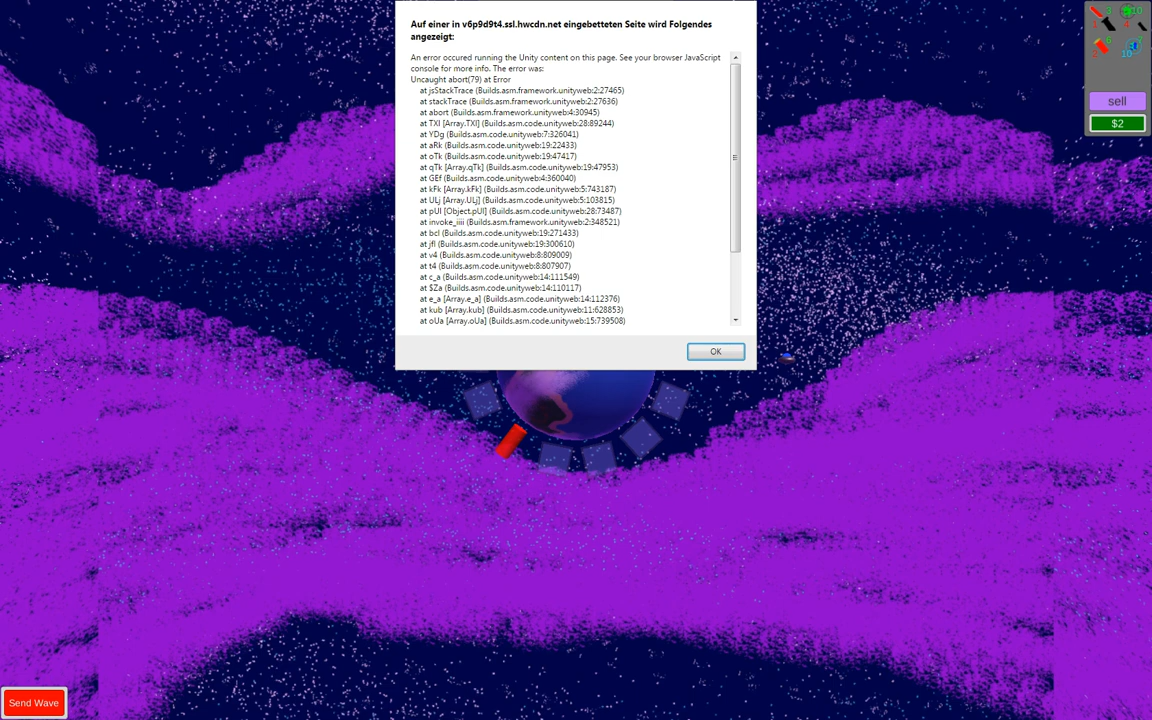 Auf einer in v6p9d9t4.ssl.hwcdn.net eingebetteten Seite wird Folgendes
angezeigt:
An error occured running the Unity content on this page. See your browser JavaScript
console for more info. The error was:
Uncaught abort(79) at Error
at jsStackTrace (Builds.asm.framework.unityweb:2:27465)
at stackTrace (Builds.asm.framework.unityweb:2:27636)
at abort (Builds.asm.framework.unityweb:4:30945)
at TXl [Array.TXl] (Builds.asm.code.unityweb:28:89244)
at YDg (Builds.asm.code.unityweb:7:326041)
at aRk (Builds.asm.code.unityweb:19:22433)
at oTk (Builds.asm.code.unityweb:19:47417)
at qTk [Array.qTk] (Builds.asm.code.unityweb:19:47953)
at GEf (Builds.asm.code.unityweb:4:360040)
at kFk [Array.kFk] (Builds.asm.code.unityweb:5:743187)
at ULj [Array.ULj] (Builds.asm.code.unityweb:5:103815)
at pUl [Object.pUl] (Builds.asm.code.unityweb:28:73487)
at invoke_iiii (Builds.asm.framework.unityweb:2:348521)
at bcl (Builds.asm.code.unityweb:19:271433)
at jfl (Builds.asm.code.unityweb:19:300610)
at v4 (Builds.asm.code.unityweb:8:809009)
at t4 (Builds.asm.code.unityweb:8:807907)
at c_a (Builds.asm.code.unityweb:14:111549)
at $Za (Builds.asm.code.unityweb:14:110117)
at e_a [Array.e_a] (Builds.asm.code.unityweb:14:112376)
at kub [Array.kub] (Builds.asm.code.unityweb:11:628853)
at oUa [Array.oUa] (Builds.asm.code.unityweb:15:739508)
OK
3 10
1 4
6 7
2 10
sell
$2
Send Wave